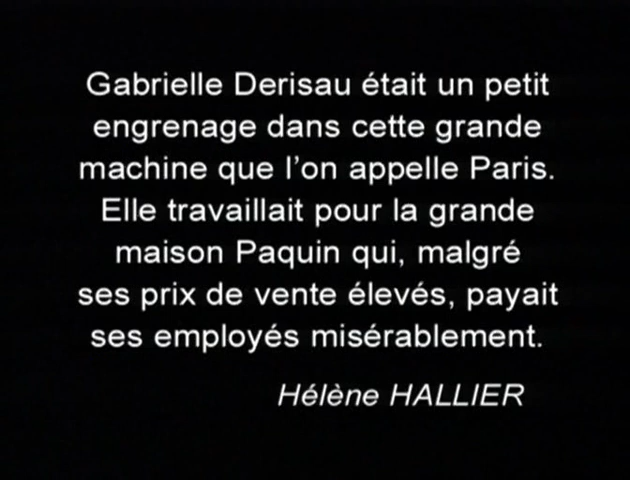 Gabrielle Derisau était un petit
engrenage dans cette grande
machine que l'on appelle Paris.
Elle travaillait pour la grande
maison Paquin qui, malgré
ses prix de vente élevés, payait
ses employés misérablement.
Hélène HALLIER